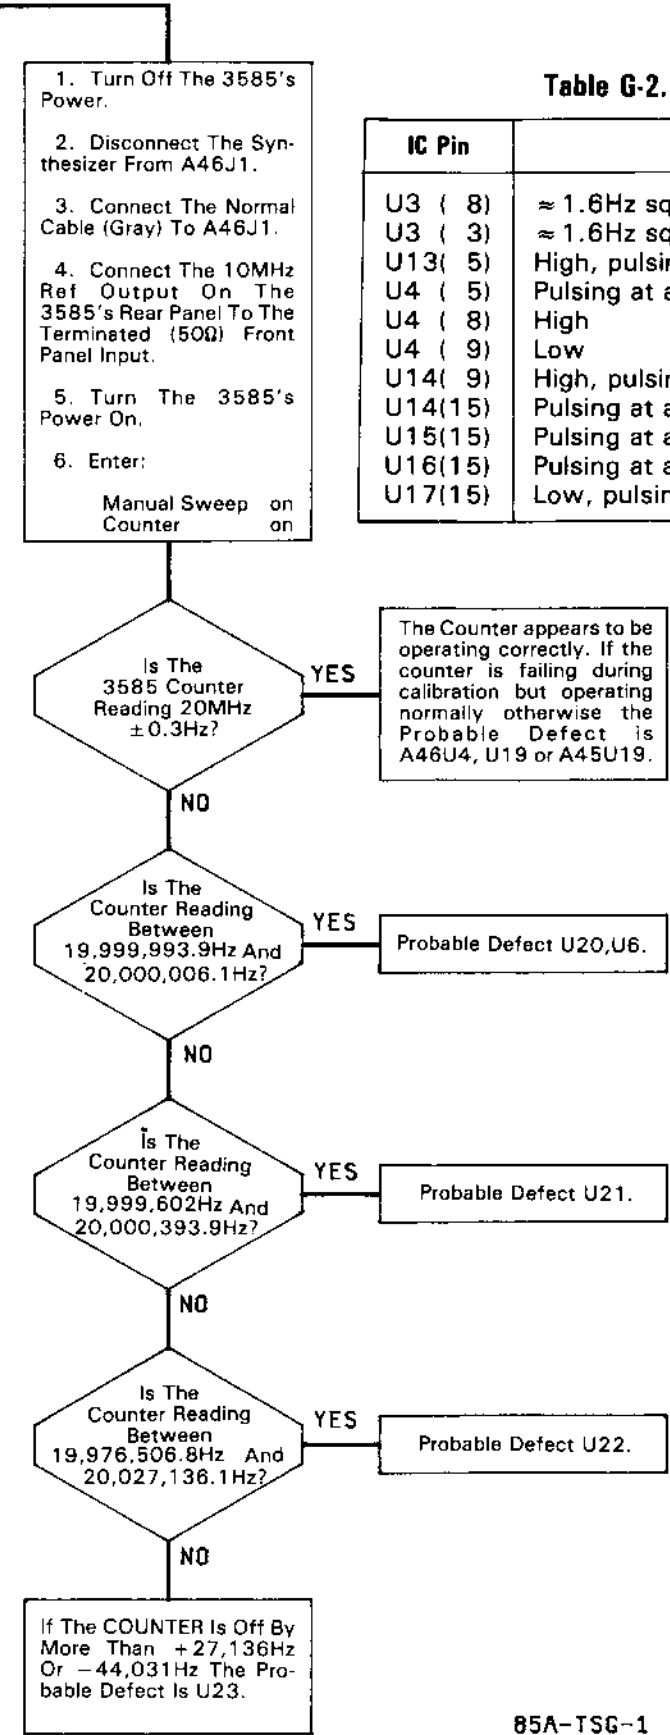 1. Turn Off The 3585's
Power.
2. Disconnect The Syn-
thesizer From A46J1.
3. Connect The Normal
Cable (Gray) To A46J1.
4. Connect The 10MHz
Ref Output On The
3585's Rear Panel To The
Terminated (50Ω) Front
Panel Input.
5. Turn The 3585's
Power On.
6. Enter:
Manual Sweep on
Counter on
Table G-2.
IC Pin
U3 ( 8) ≈ 1.6Hz sq
U3 ( 3) ≈ 1.6Hz sq
U13( 5) High, pulsin
U4 ( 5) Pulsing at a
U4 ( 8) High
U4 ( 9) Low
U14( 9) High, pulsin
U14(15) Pulsing at a
U15(15) Pulsing at a
U16(15) Pulsing at a
U17(15) Low, pulsin
Is The
3585 Counter
Reading 20MHz
±0.3Hz?
YES
The Counter appears to be
operating correctly. If the
counter is failing during
calibration but operating
normally otherwise the
Probable Defect is
A46U4, U19 or A45U19.
NO
Is The
Counter Reading
Between
19,999,993.9Hz And
20,000,006.1Hz?
YES
Probable Defect U20,U6.
NO
Is The
Counter Reading
Between
19,999,602Hz And
20,000,393.9Hz?
YES
Probable Defect U21.
NO
Is The
Counter Reading
Between
19,976,506.8Hz And
20,027,136.1Hz?
YES
Probable Defect U22.
NO
If The COUNTER Is Off By
More Than +27,136Hz
Or −44,031Hz The Pro-
bable Defect Is U23.
85A-TSG-1